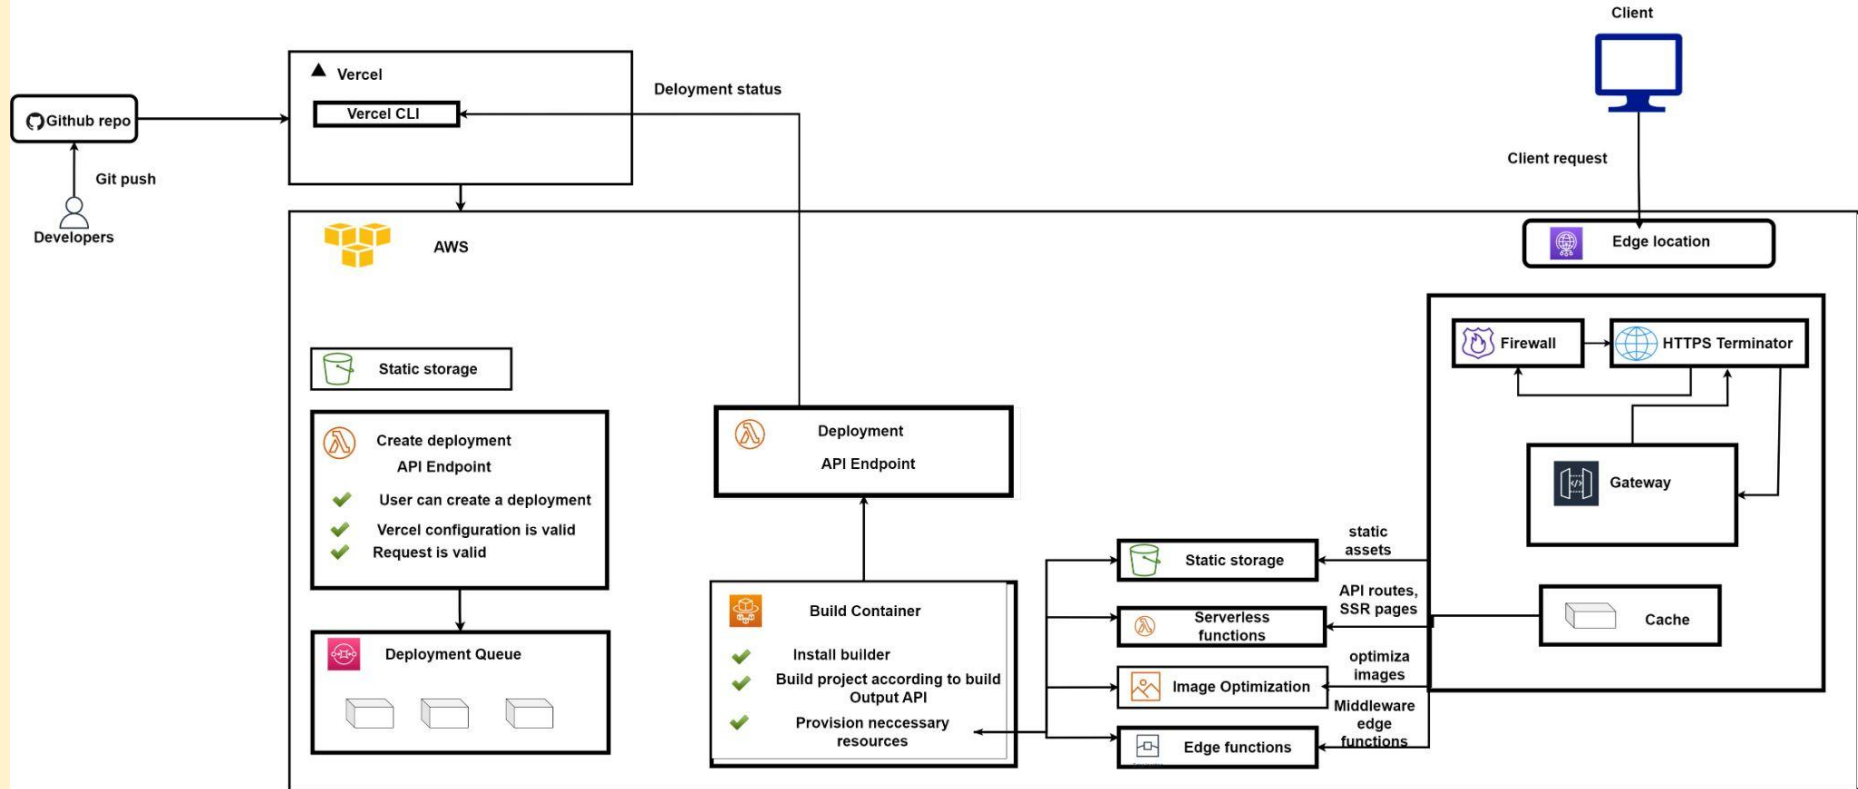 Client
Vercel
Vercel CLI
Deloyment status
Github repo
Client request
Git push
Developers
AWS
Edge location
Firewall
HTTPS Terminator
Static storage
Create deployment
API Endpoint
User can create a deployment
Vercel configuration is valid
Request is valid
Deployment
API Endpoint
Gateway
static
assets
Static storage
API routes,
SSR pages
Serverless
functions
Cache
optimiza
images
Image Optimization
Middleware
edge
functions
Edge functions
Deployment Queue
Build Container
Install builder
Build project according to build
Output API
Provision neccessary
resources